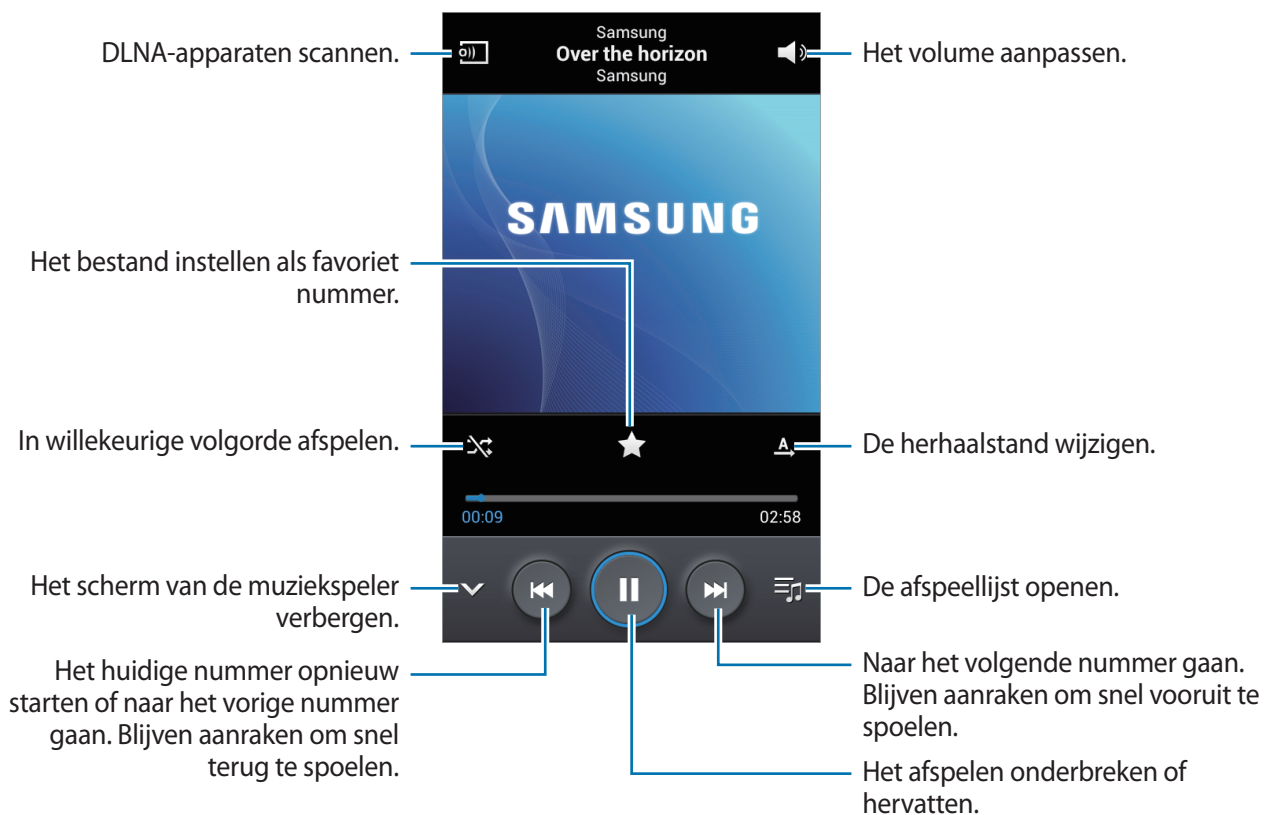 Samsung
DLNA-apparaten scannen.
Over the horizon
Het volume aanpassen.
Samsung
SAMSUNG
Het bestand instellen als favoriet
nummer.
In willekeurige volgorde afspelen.
A
De herhaalstand wijzigen.
00:09
02:58
Het scherm van de muziekspeler
verbergen.
De afspeellijst openen.
Het huidige nummer opnieuw
starten of naar het vorige nummer
gaan. Blijven aanraken om snel
terug te spoelen.
Naar het volgende nummer gaan.
Blijven aanraken om snel vooruit te
spoelen.
Het afspelen onderbreken of
hervatten.